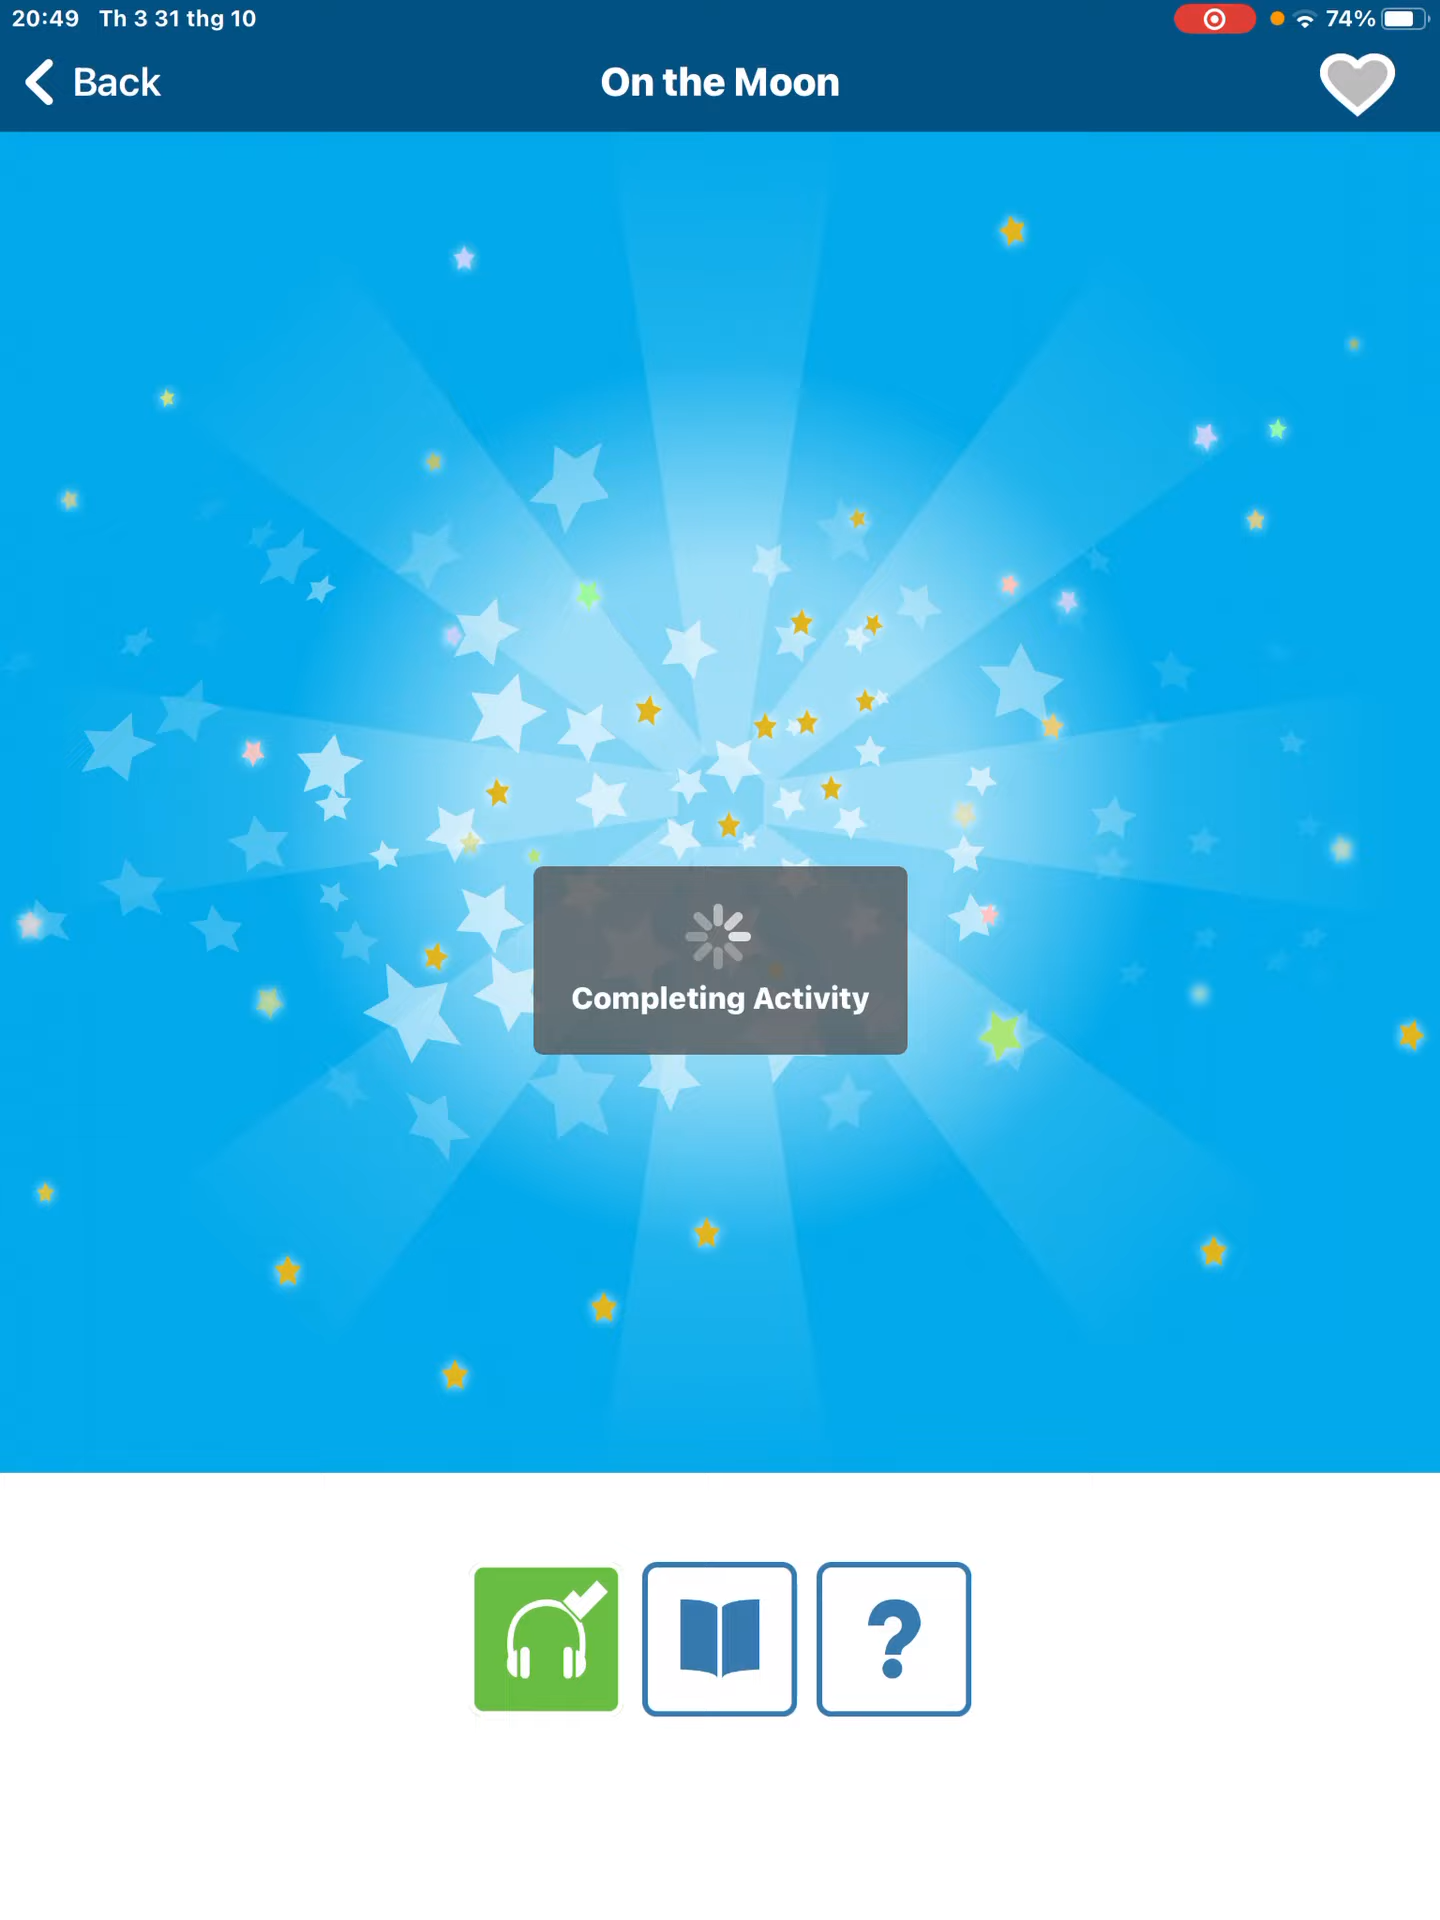 20:49 Th 3 31 thg 10
74%
Back
On the Moon
Completing Activity
?